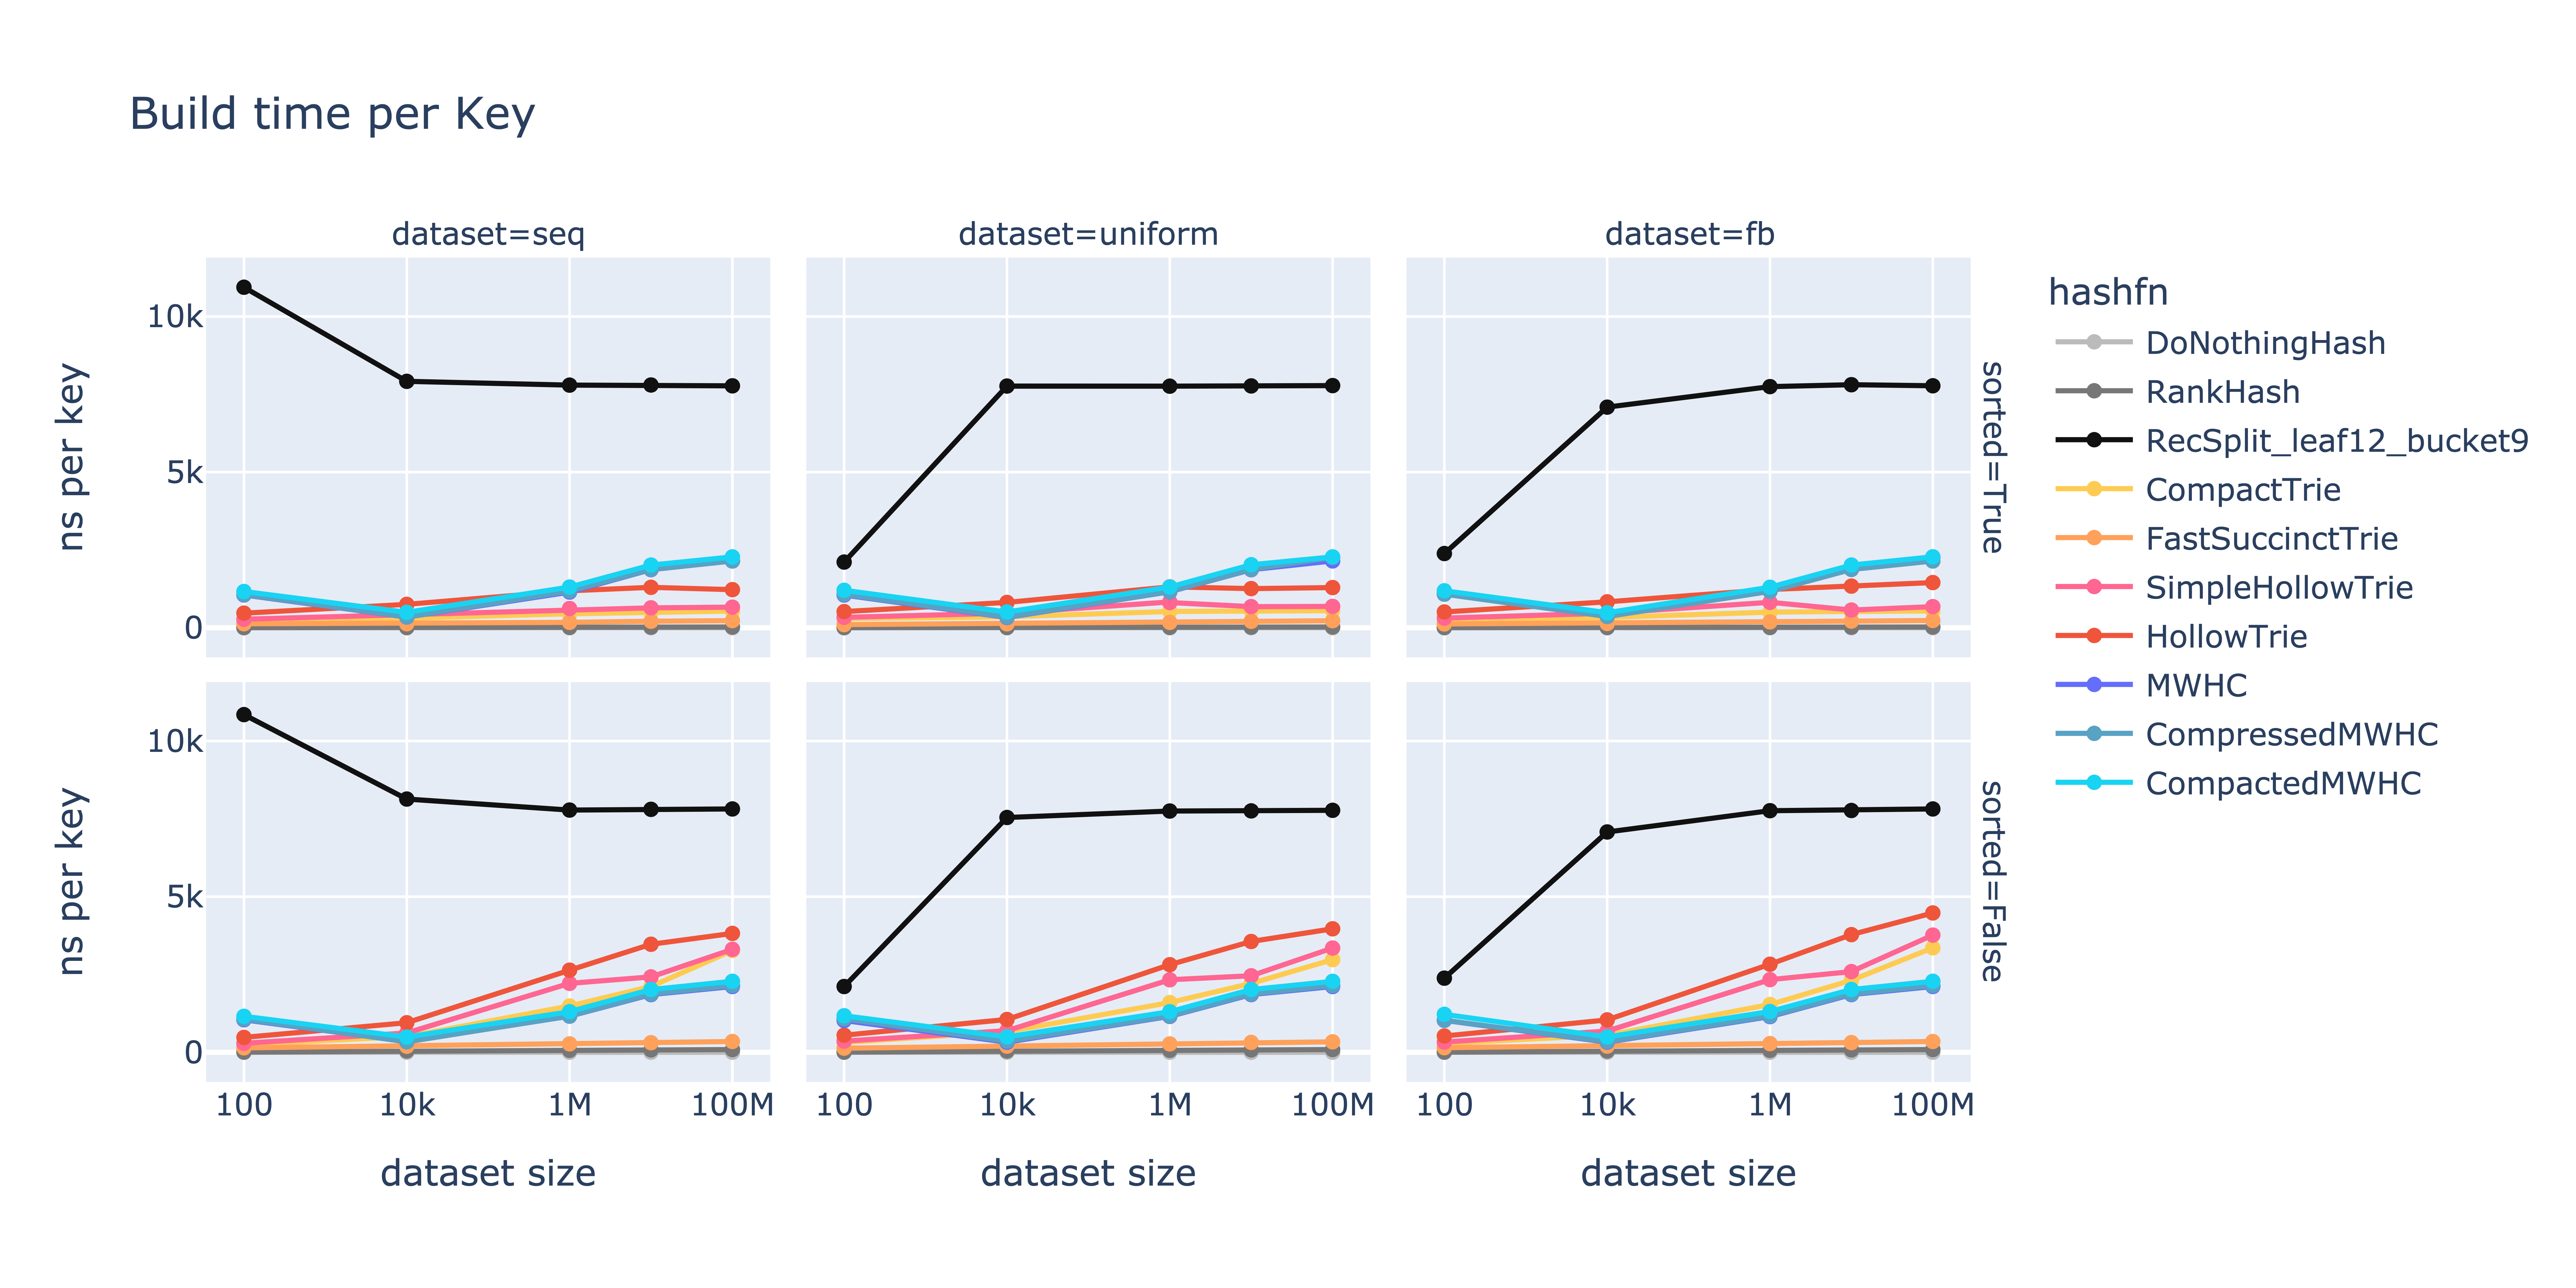 Build time per Key
dataset=seq
dataset=uniform
dataset=fb
10k
5k
0
ns per key
sorted=True
10k
5k
0
ns per key
sorted=False
100
10k
1M
100M
100
10k
1M
100M
100
10k
1M
100M
dataset size
dataset size
dataset size
hashfn
DoNothingHash
RankHash
RecSplit_leaf12_bucket9
CompactTrie
FastSuccinctTrie
SimpleHollowTrie
HollowTrie
MWHC
CompressedMWHC
CompactedMWHC